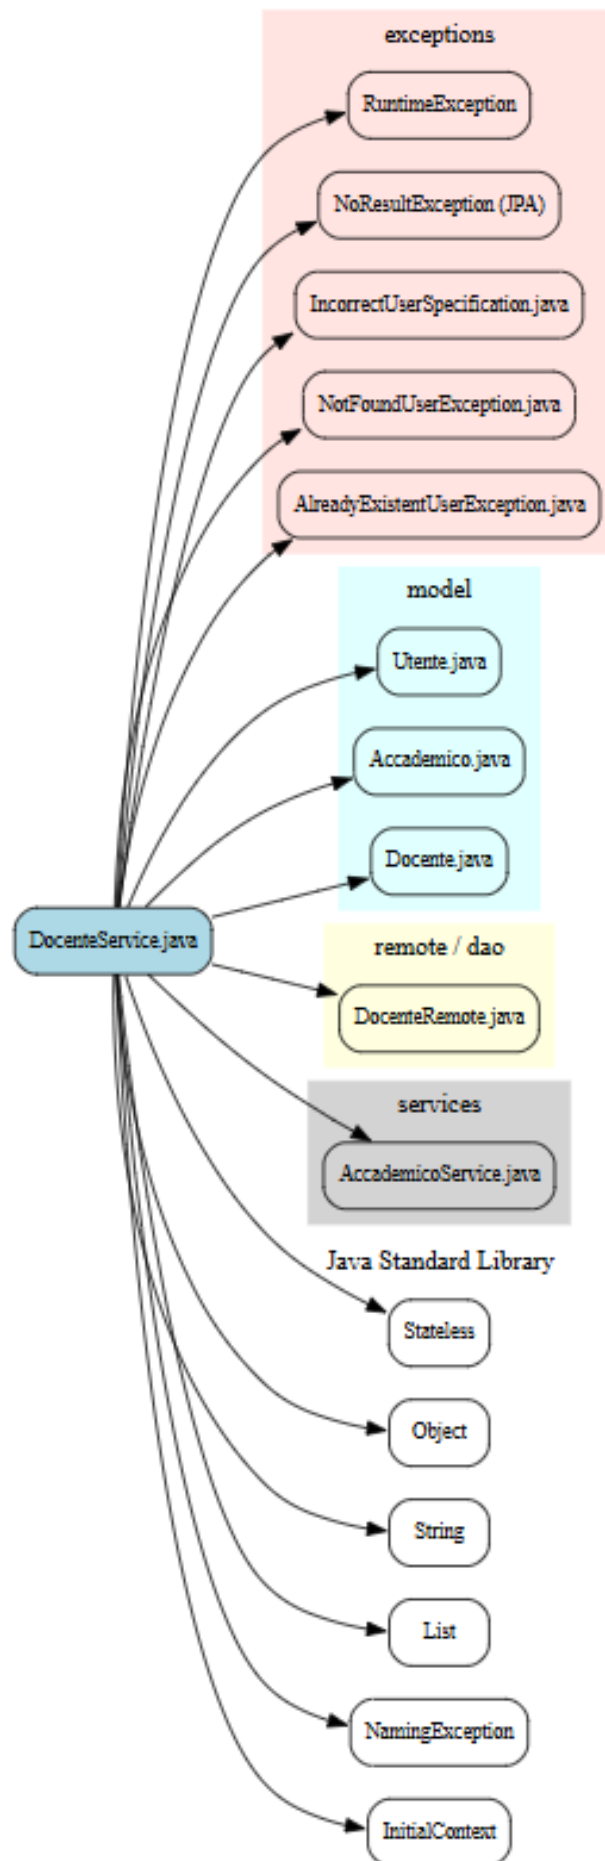 exceptions
RuntimeException
NoResultException (JPA)
IncorrectUserSpecification.java
NotFoundUserException.java
AlreadyExistentUserException.java
model
Utente.java
Accademico.java
Docente.java
DocenteService.java
remote / dao
DocenteRemote.java
services
AccademicoService.java
Java Standard Library
Stateless
Object
String
List
NamingException
InitialContext